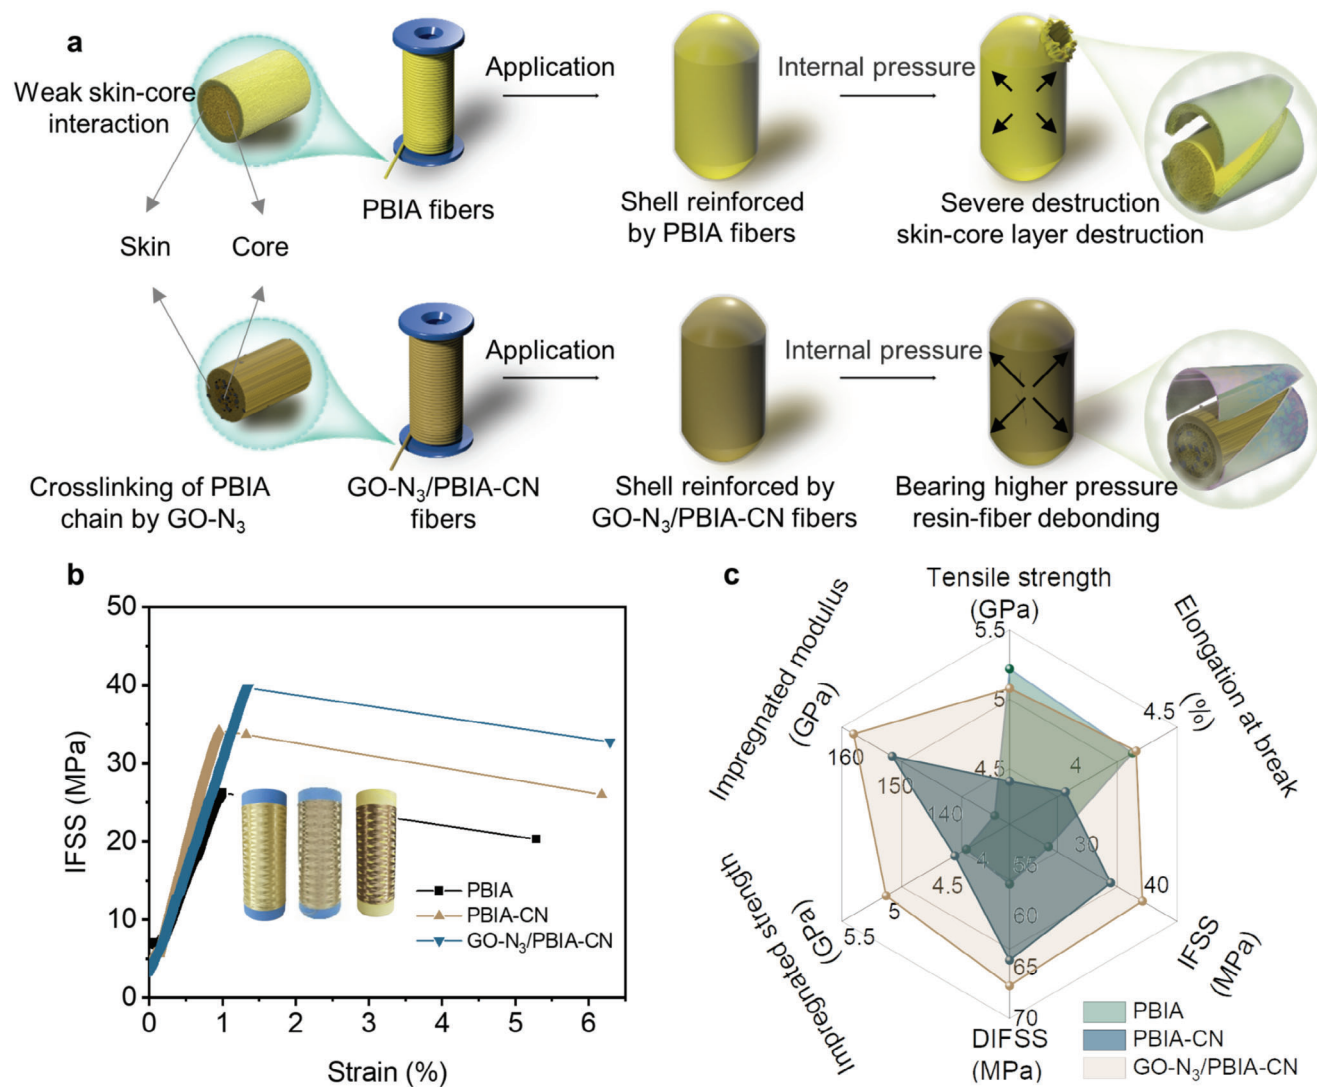 a
Weak skin-core
interaction
Application
Internal pressure
PBIA fibers
Shell reinforced
by PBIA fibers
Severe destruction
skin-core layer destruction
Skin
Core
Application
Internal pressure
Crosslinking of PBIA
chain by GO-N₃
GO-N₃/PBIA-CN
fibers
Shell reinforced by
GO-N₃/PBIA-CN fibers
Bearing higher pressure
resin-fiber debonding
b
50
40
30
20
10
0
IFSS (MPa)
0
1
2
3
4
5
6
Strain (%)
PBIA
PBIA-CN
GO-N₃/PBIA-CN
c
Tensile strength
(GPa)
5.5
5
4.5
Elongation at break
(%)
4.5
4
IFSS
(MPa)
40
30
DIFSS
(MPa)
70
65
60
55
Impregnated strength
(GPa)
5.5
5
4.5
4
Impregnated modulus
(GPa)
160
150
140
PBIA
PBIA-CN
GO-N₃/PBIA-CN